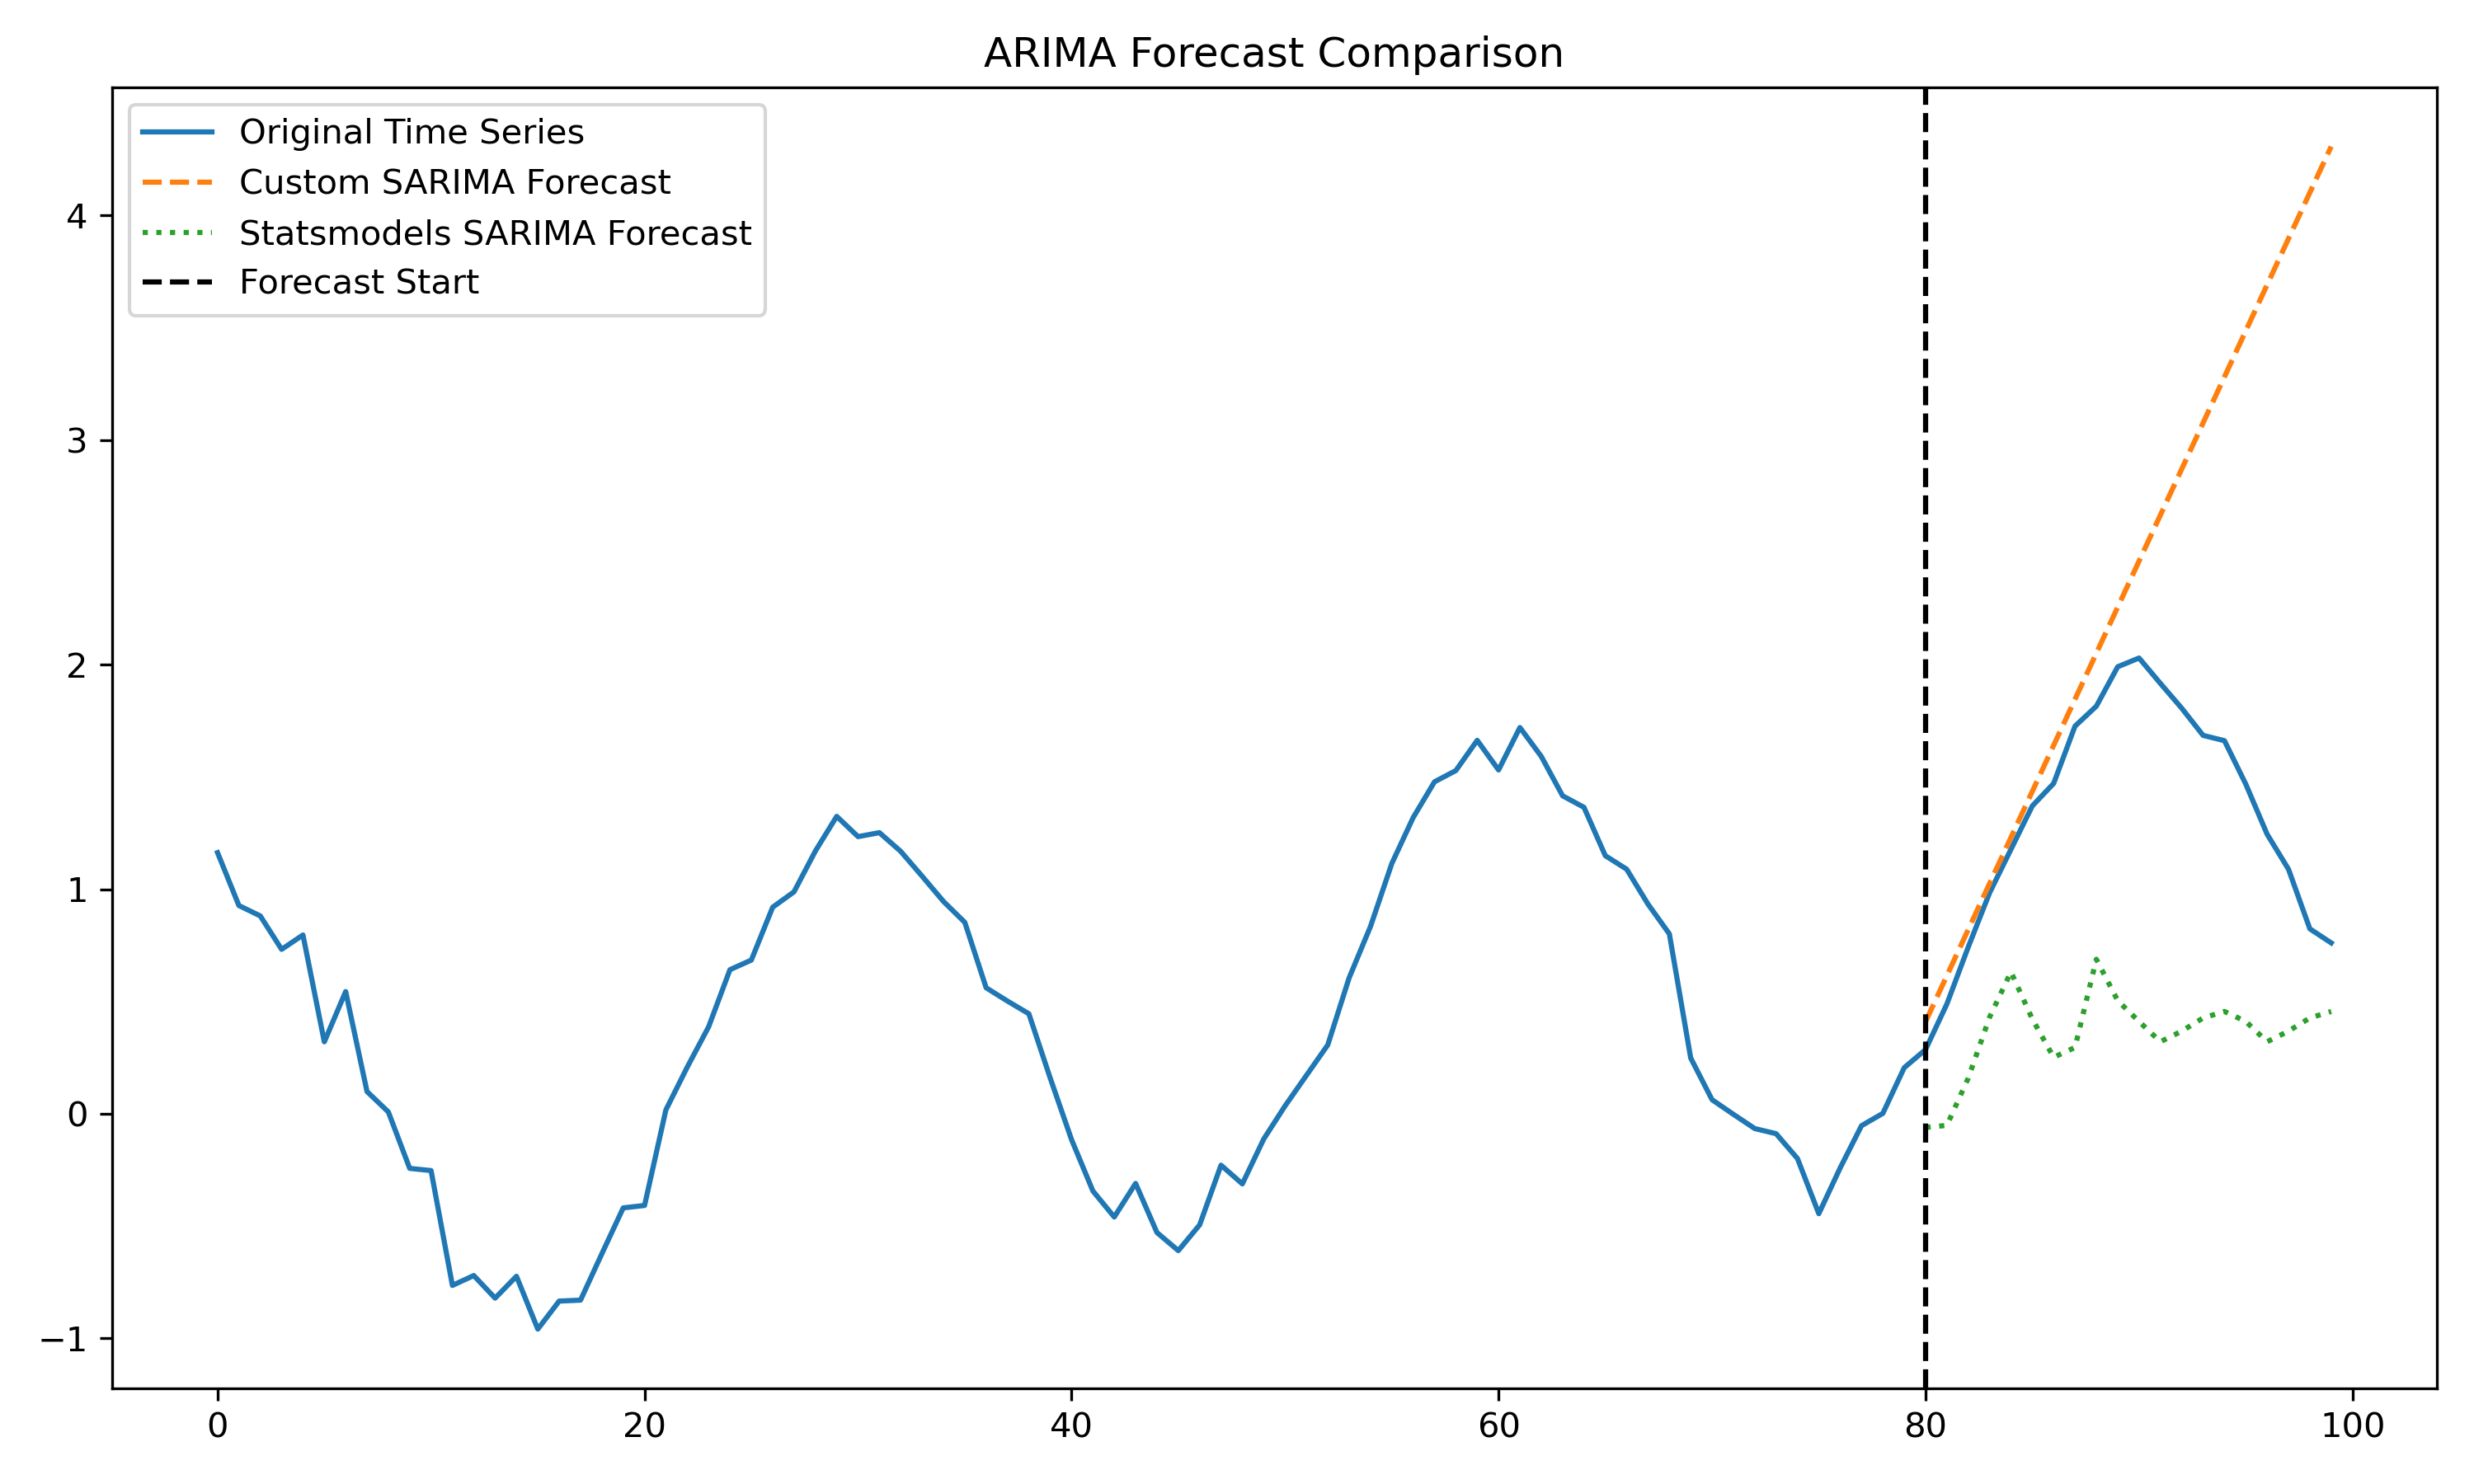 ARIMA Forecast Comparison
Original Time Series
Custom SARIMA Forecast
Statsmodels SARIMA Forecast
Forecast Start
4
3
2
1
0
−1
0 20 40 60 80 100